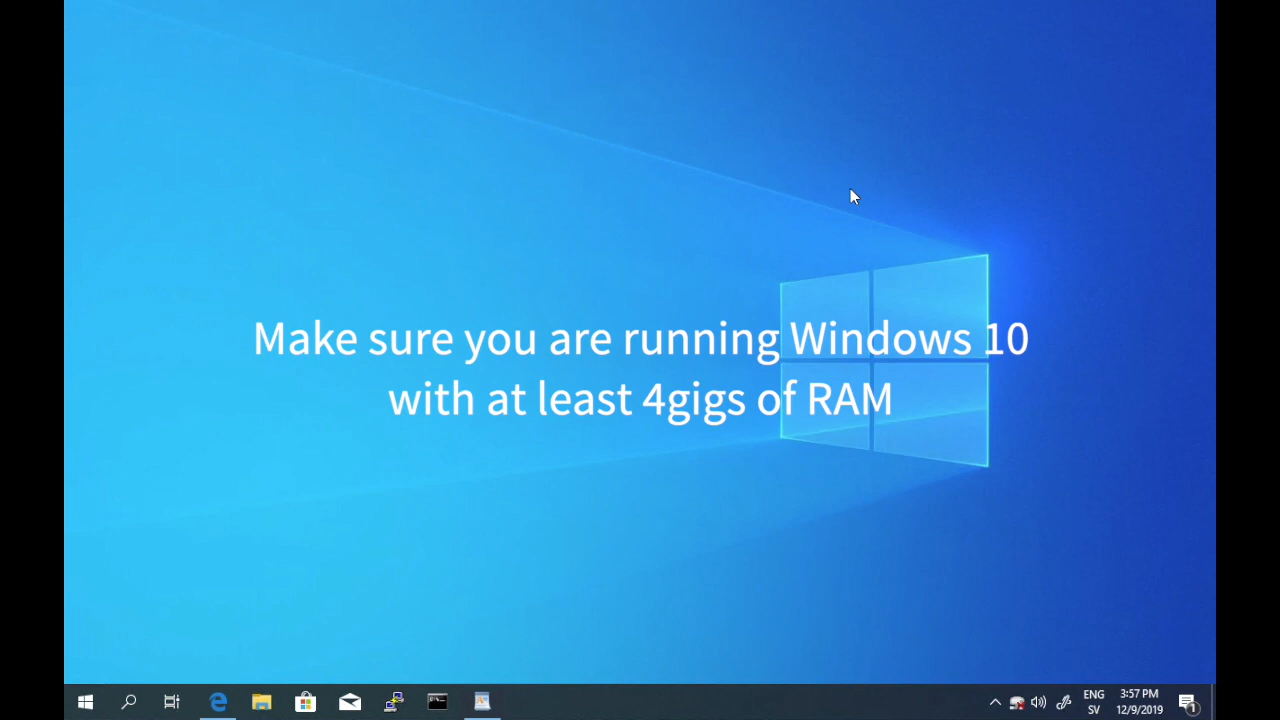 Make sure you are running Windows 10
with at least 4gigs of RAM
ENG
SV
3:57 PM
12/9/2019
1